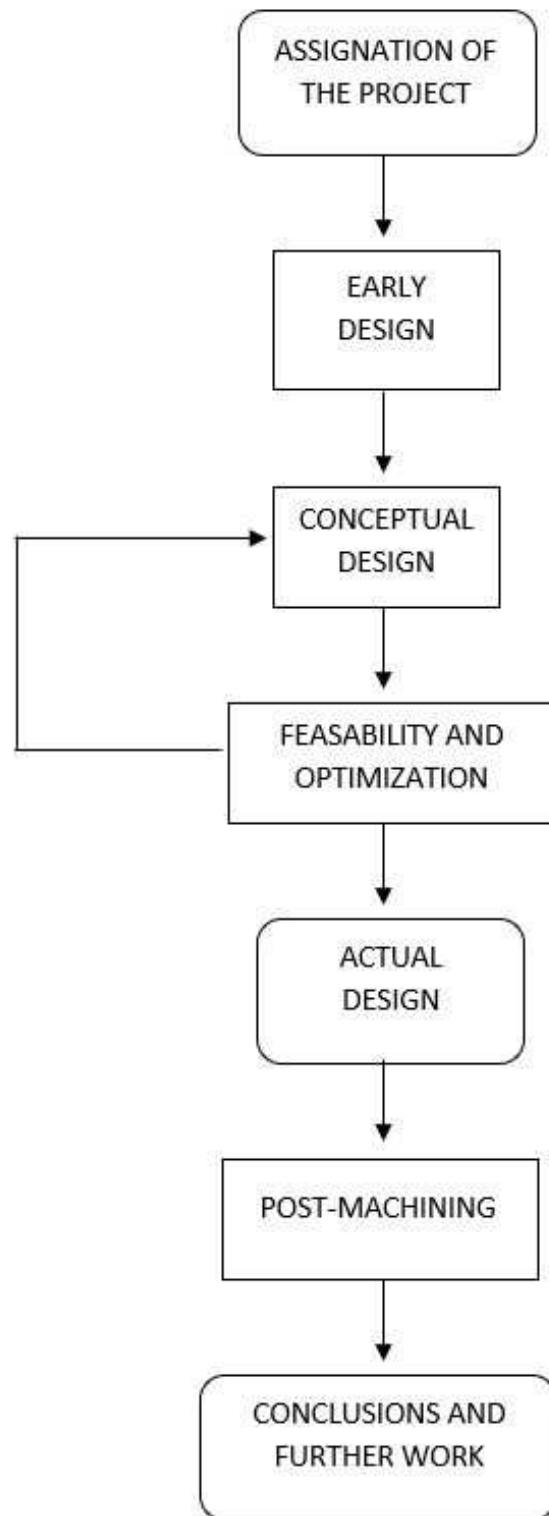 ASSIGNATION OF
THE PROJECT
EARLY
DESIGN
CONCEPTUAL
DESIGN
FEASABILITY AND
OPTIMIZATION
ACTUAL
DESIGN
POST-MACHINING
CONCLUSIONS AND
FURTHER WORK